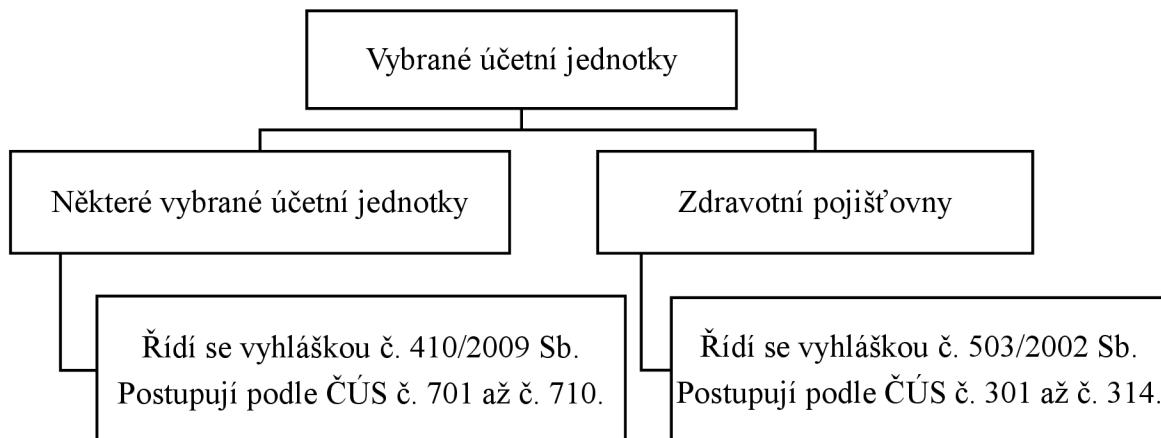 Vybrané účetní jednotky
Některé vybrané účetní jednotky
Zdravotní pojišťovny
Řídí se vyhláškou č. 410/2009 Sb.
Postupují podle ČÚS č. 701 až č. 710.
Řídí se vyhláškou č. 503/2002 Sb.
Postupují podle ČÚS č. 301 až č. 314.